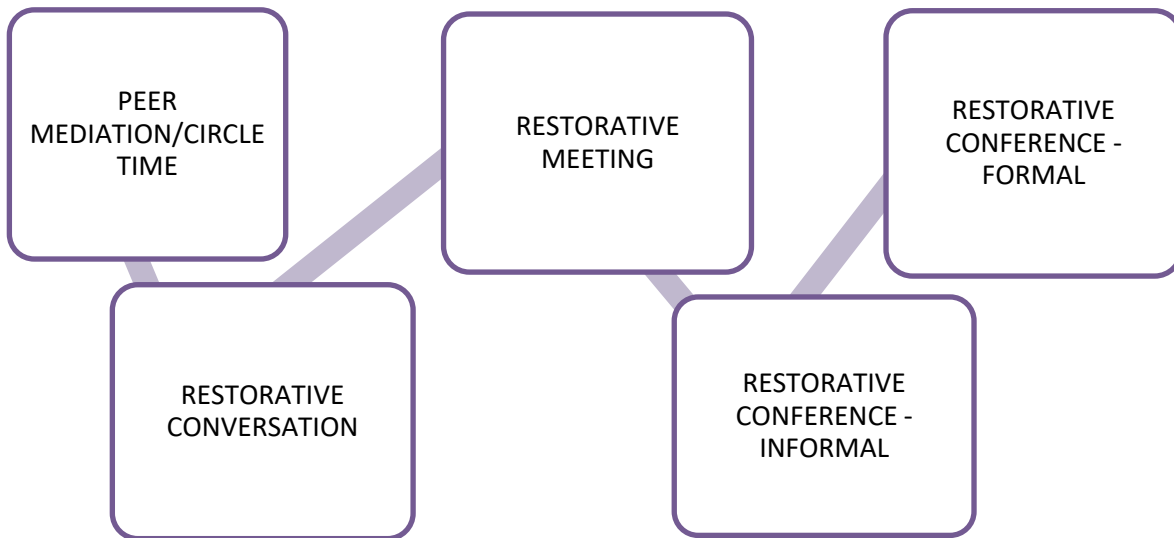 PEER
MEDIATION/CIRCLE
TIME
RESTORATIVE
CONVERSATION
RESTORATIVE
MEETING
RESTORATIVE
CONFERENCE -
INFORMAL
RESTORATIVE
CONFERENCE -
FORMAL